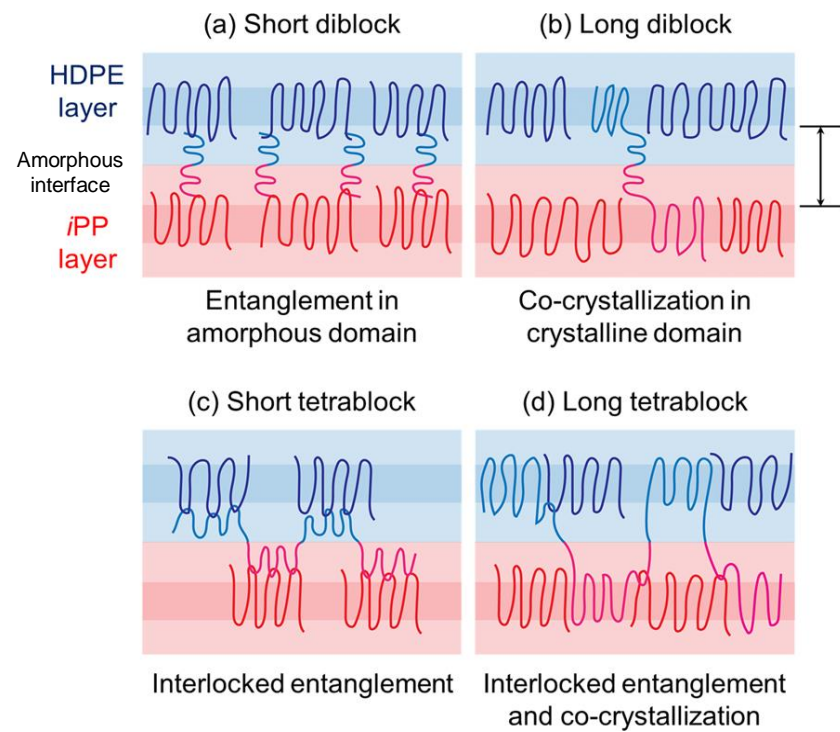 (a) Short diblock
(b) Long diblock
HDPE
layer
Amorphous
interface
iPP
layer
Entanglement in
amorphous domain
Co-crystallization in
crystalline domain
(c) Short tetrablock
(d) Long tetrablock
Interlocked entanglement
Interlocked entanglement
and co-crystallization